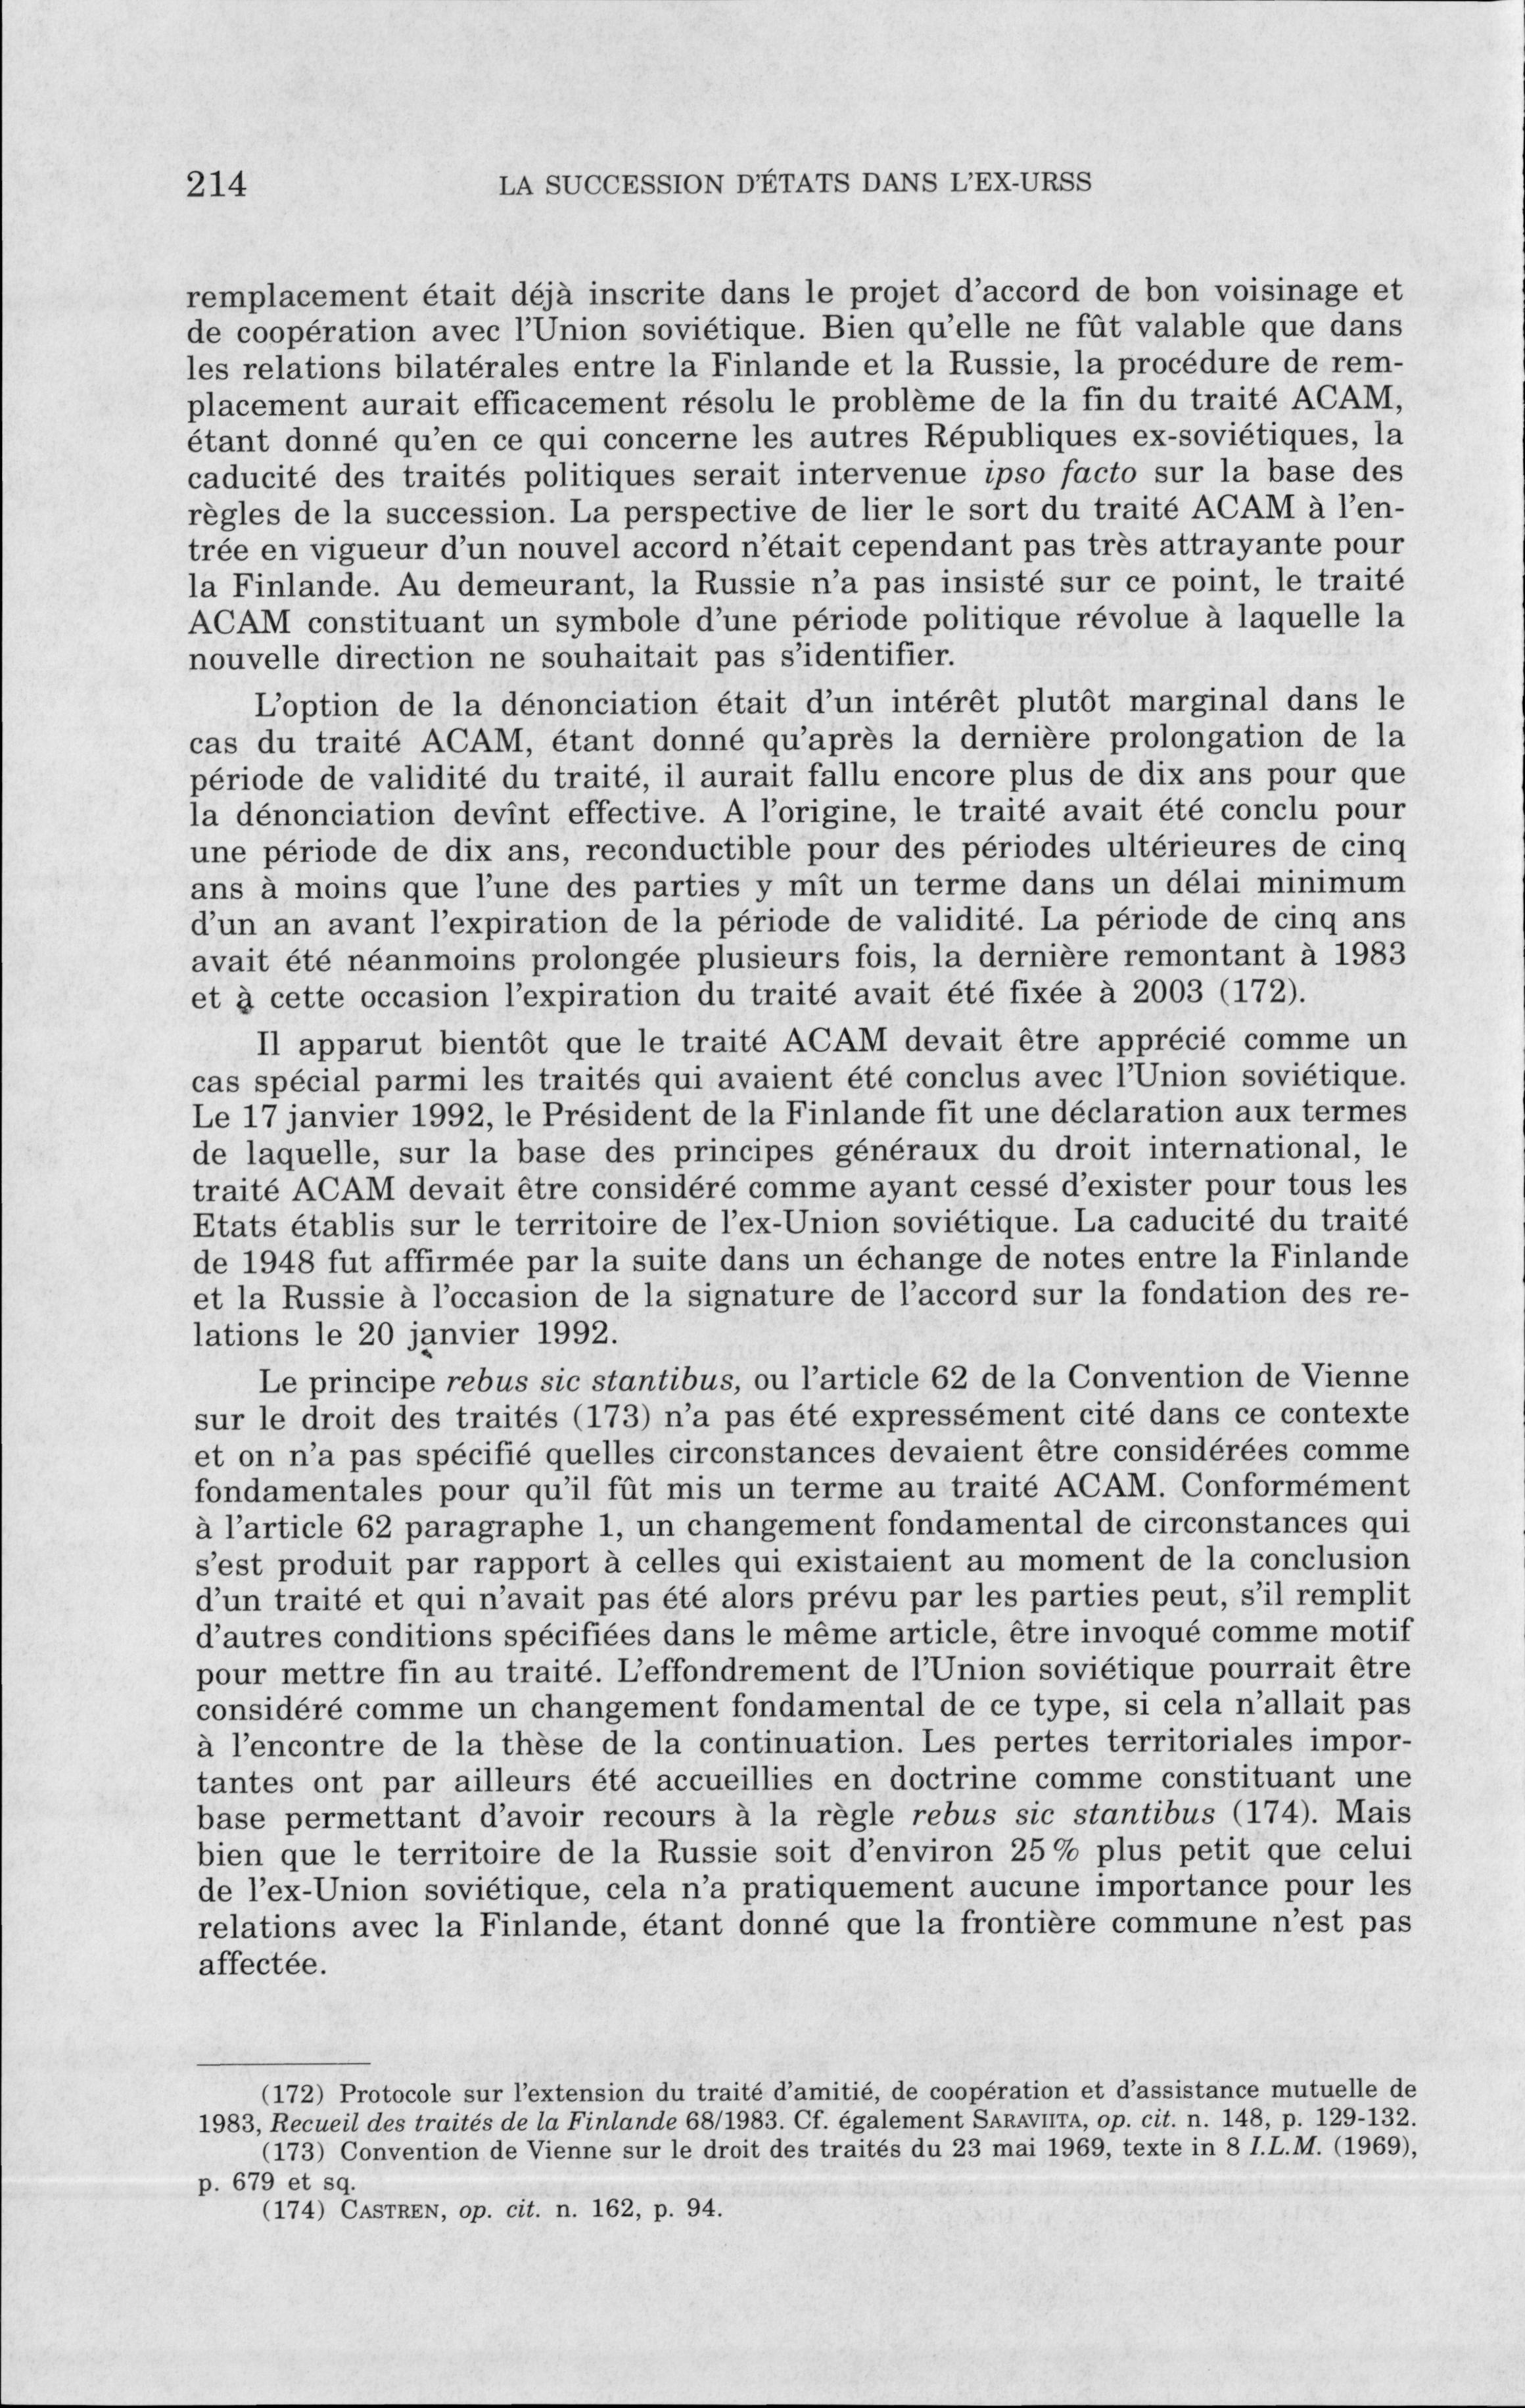 214
LA SUCCESSION D'ÉTATS DANS L'EX-URSS
remplacement était déjà inscrite dans le projet d'accord de bon voisinage et
de coopération avec l'Union soviétique. Bien qu'elle ne fût valable que dans
les relations bilatérales entre la Finlande et la Russie, la procédure de rem-
placement aurait efficacement résolu le problème de la fin du traité ACAM,
étant donné qu'en ce qui concerne les autres Républiques ex-soviétiques, la
caducité des traités politiques serait intervenue ipso facto sur la base des
règles de la succession. La perspective de lier le sort du traité ACAM à l'en-
trée en vigueur d'un nouvel accord n'était cependant pas très attrayante pour
la Finlande. Au demeurant, la Russie n'a pas insisté sur ce point, le traité
ACAM constituant un symbole d'une période politique révolue à laquelle la
nouvelle direction ne souhaitait pas s'identifier.
L'option de la dénonciation était d'un intérêt plutôt marginal dans le
cas du traité ACAM, étant donné qu'après la dernière prolongation de la
période de validité du traité, il aurait fallu encore plus de dix ans pour que
la dénonciation devînt effective. A l'origine, le traité avait été conclu pour
une période de dix ans, reconductible pour des périodes ultérieures de cinq
ans à moins que l'une des parties y mît un terme dans un délai minimum
d'un an avant l'expiration de la période de validité. La période de cinq ans
avait été néanmoins prolongée plusieurs fois, la dernière remontant à 1983
et à cette occasion l'expiration du traité avait été fixée à 2003 (172).
Il apparut bientôt que le traité ACAM devait être apprécié comme un
cas spécial parmi les traités qui avaient été conclus avec l'Union soviétique.
Le 17 janvier 1992, le Président de la Finlande fit une déclaration aux termes
de laquelle, sur la base des principes généraux du droit international, le
traité ACAM devait être considéré comme ayant cessé d'exister pour tous les
Etats établis sur le territoire de l'ex-Union soviétique. La caducité du traité
de 1948 fut affirmée par la suite dans un échange de notes entre la Finlande
et la Russie à l'occasion de la signature de l'accord sur la fondation des re-
lations le 20 janvier 1992.
Le principe rebus sic stantibus, ou l'article 62 de la Convention de Vienne
sur le droit des traités (173) n'a pas été expressément cité dans ce contexte
et on n'a pas spécifié quelles circonstances devaient être considérées comme
fondamentales pour qu'il fût mis un terme au traité ACAM. Conformément
à l'article 62 paragraphe 1, un changement fondamental de circonstances qui
s'est produit par rapport à celles qui existaient au moment de la conclusion
d'un traité et qui n'avait pas été alors prévu par les parties peut, s'il remplit
d'autres conditions spécifiées dans le même article, être invoqué comme motif
pour mettre fin au traité. L'effondrement de l'Union soviétique pourrait être
considéré comme un changement fondamental de ce type, si cela n'allait pas
à l'encontre de la thèse de la continuation. Les pertes territoriales impor-
tantes ont par ailleurs été accueillies en doctrine comme constituant une
base permettant d'avoir recours à la règle rebus sic stantibus (174). Mais
bien que le territoire de la Russie soit d'environ 25% plus petit que celui
de l'ex-Union soviétique, cela n'a pratiquement aucune importance pour les
relations avec la Finlande, étant donné que la frontière commune n'est pas
affectée.
(172) Protocole sur l'extension du traité d'amitié, de coopération et d'assistance mutuelle de
1983, Recueil des traités de la Finlande 68/1983. Cf. également SARAVIITA, op. cit. n. 148, p. 129-132.
(173) Convention de Vienne sur le droit des traités du 23 mai 1969, texte in 8 I.L.M. (1969),
p. 679 et sq.
(174) CASTREN, op. cit. n. 162, p. 94.